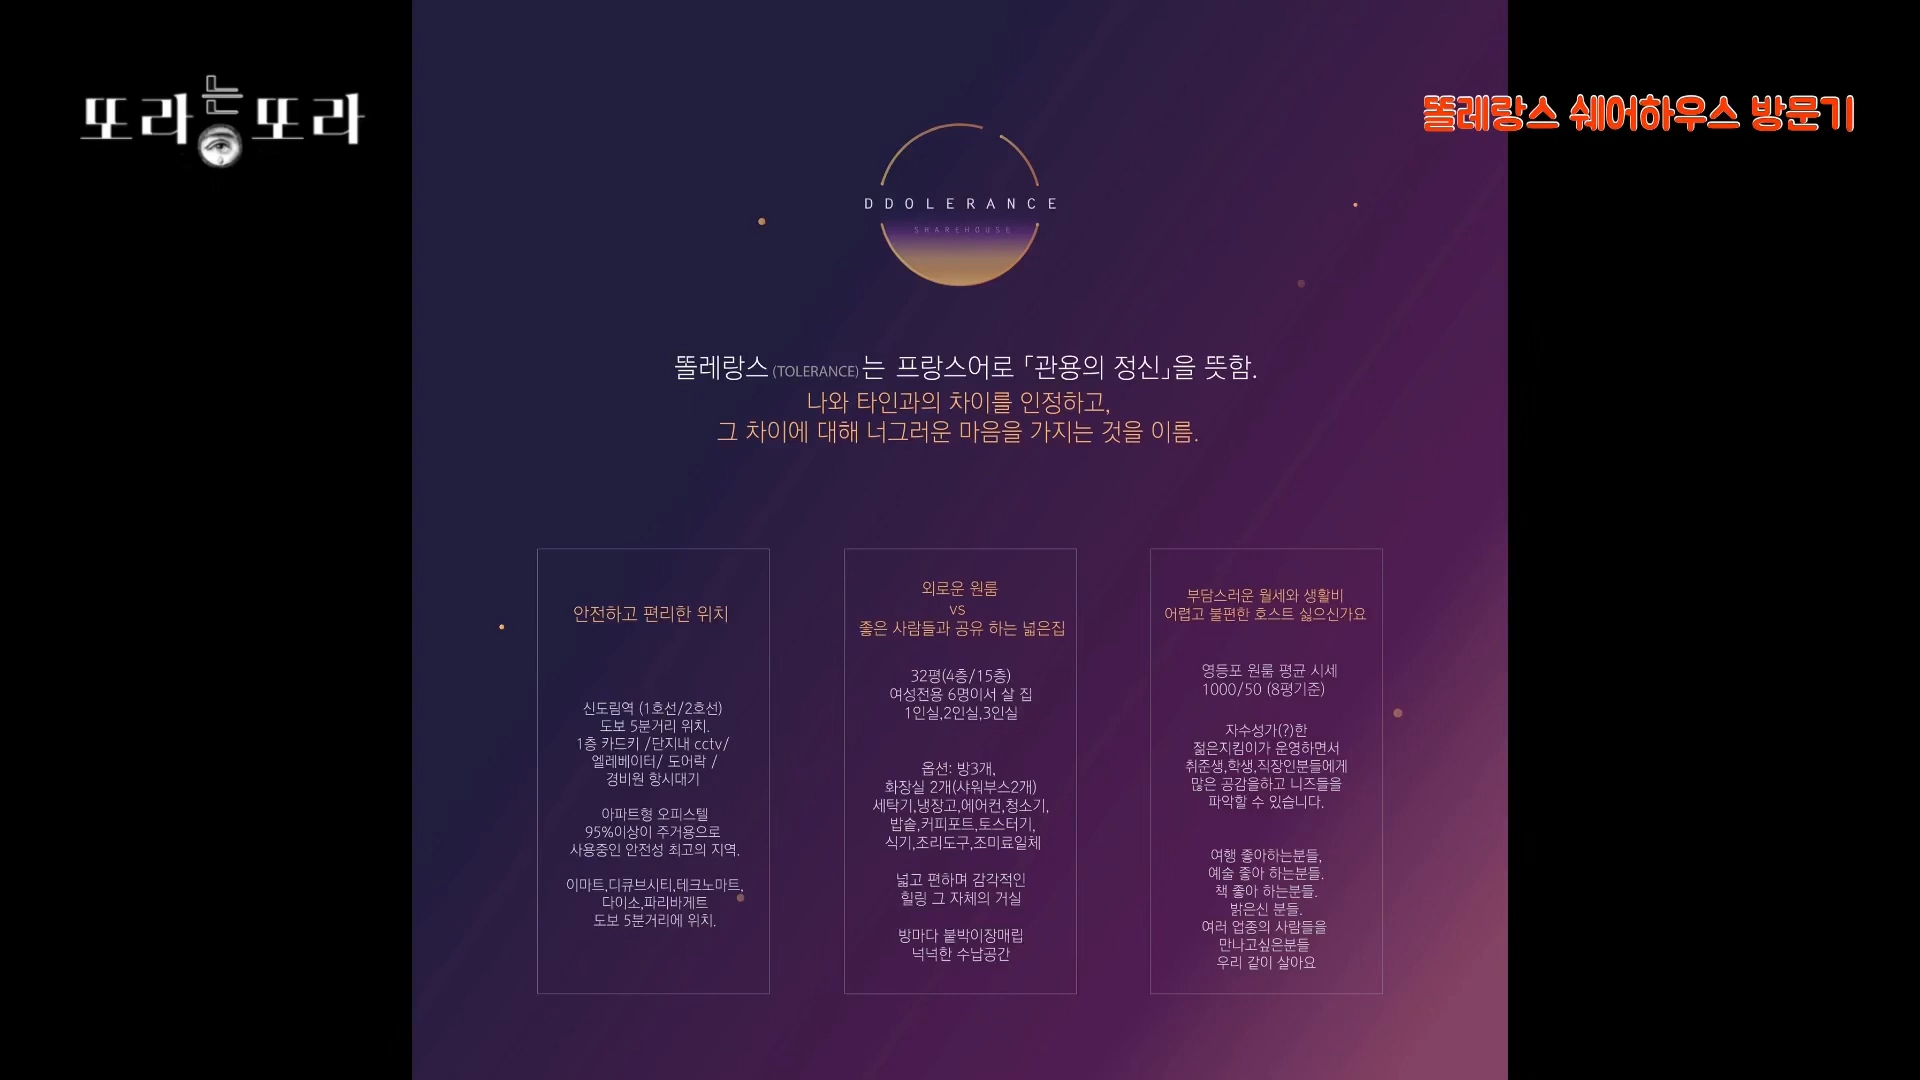 또라는또라
똘레랑스 쉐어하우스 방문기
DDOLERANCE
SHAREHOUSE
똘레랑스(TOLERANCE)는 프랑스어로 「관용의 정신」을 뜻함.
나와 타인과의 차이를 인정하고,
그 차이에 대해 너그러운 마음을 가지는 것을 이름.
안전하고 편리한 위치
신도림역 (1호선/2호선)
도보 5분거리 위치.
1층 카드키 /단지내 cctv/
엘레베이터/ 도어락 /
경비원 항시대기
아파트형 오피스텔
95%이상이 주거용으로
사용중인 안전성 최고의 지역.
이마트,디큐브시티,테크노마트,
다이소,파리바게트
도보 5분거리에 위치.
외로운 원룸
vs
좋은 사람들과 공유 하는 넓은집
32평(4층/15층)
여성전용 6명이서 살 집
1인실,2인실,3인실
옵션: 방3개,
화장실 2개(샤워부스2개)
세탁기,냉장고,에어컨,청소기,
밥솥,커피포트,토스터기,
식기,조리도구,조미료일체
넓고 편하며 감각적인
힐링 그 자체의 거실
방마다 붙박이장매립
넉넉한 수납공간
부담스러운 월세와 생활비
어렵고 불편한 호스트 싫으신가요
영등포 원룸 평균 시세
1000/50 (8평기준)
자수성가(?)한
젊은지킴이가 운영하면서
취준생,학생,직장인분들에게
많은 공감을하고 니즈들을
파악할 수 있습니다.
여행 좋아하는분들,
예술 좋아 하는분들.
책 좋아 하는분들.
밝은신 분들.
여러 업종의 사람들을
만나고싶은분들
우리 같이 살아요